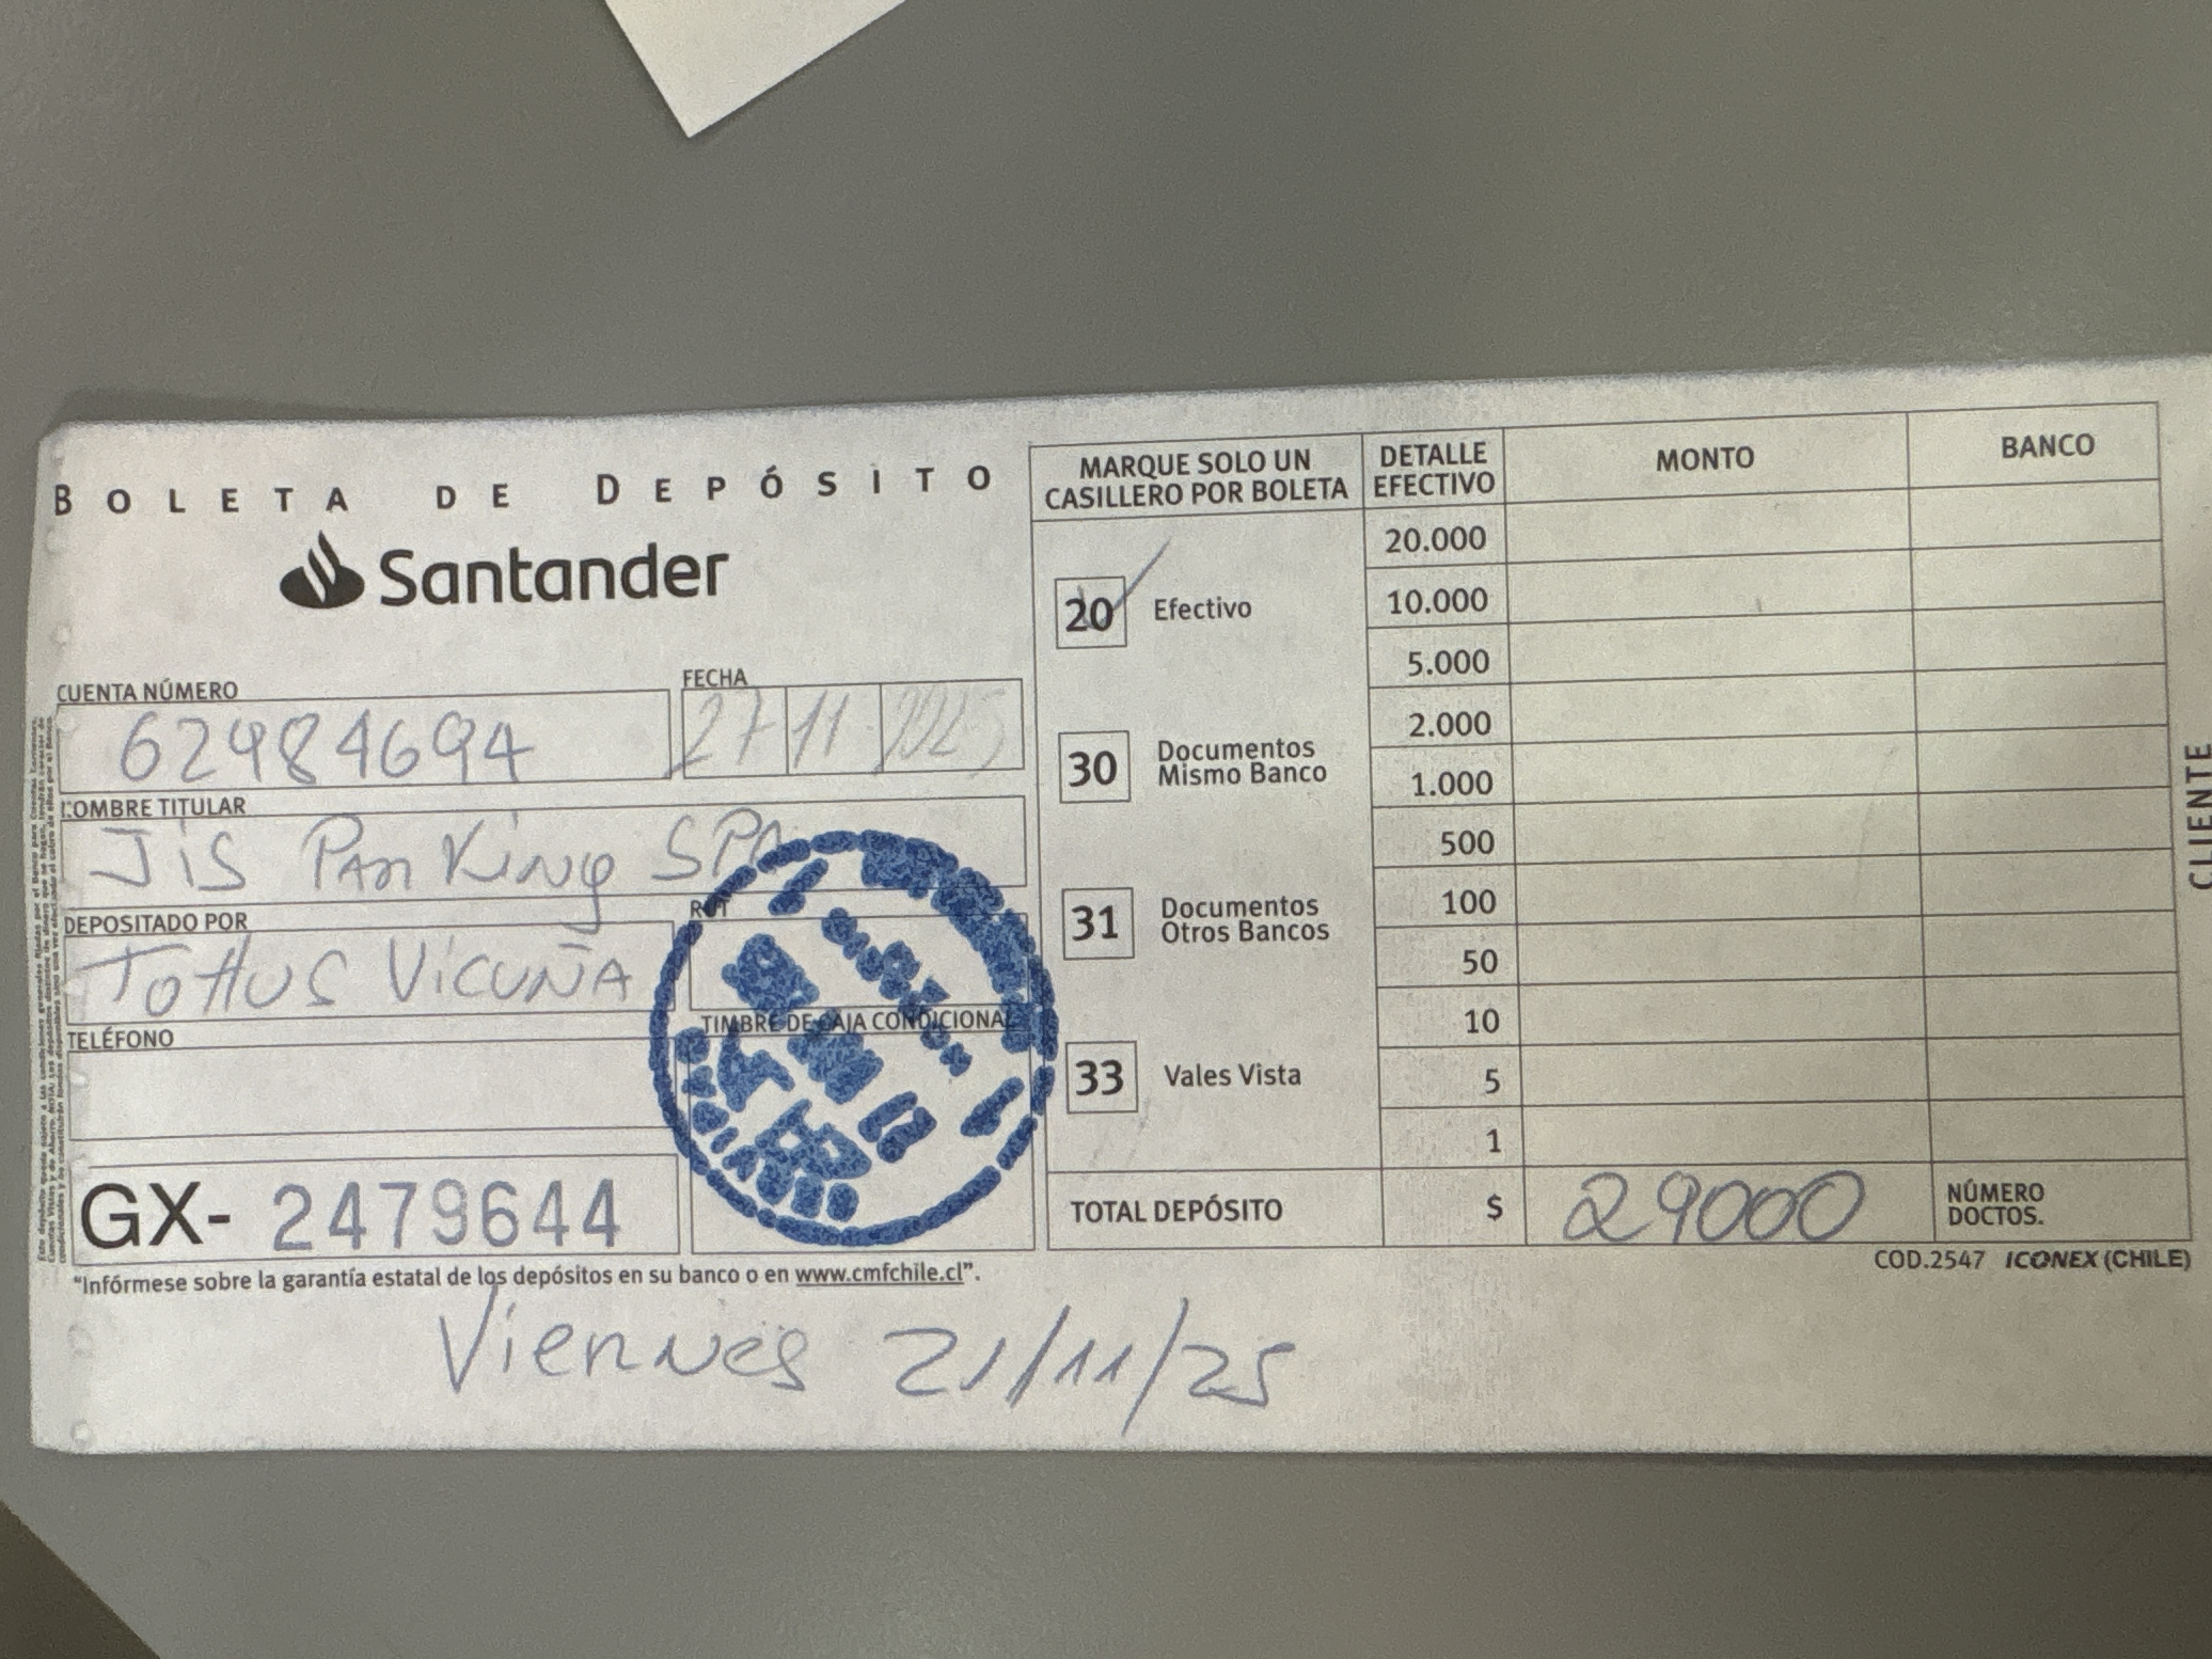 BOLETA DE DEPÓSITO
Santander
CUENTA NÚMERO
62484694
FECHA
27 11 2025
NOMBRE TITULAR
Jis PARKing SPA
DEPOSITADO POR
TOttUS VICUÑA
RUT
TELÉFONO
TIMBRE DE CAJA CONDICIONAL
GX- 2479644
"Infórmese sobre la garantía estatal de los depósitos en su banco o en www.cmfchile.cl".
MARQUE SOLO UN CASILLERO POR BOLETA
20 Efectivo
30 Documentos Mismo Banco
31 Documentos Otros Bancos
33 Vales Vista
DETALLE EFECTIVO
MONTO
BANCO
20.000
10.000
5.000
2.000
1.000
500
100
50
10
5
1
TOTAL DEPÓSITO $ 29000
NÚMERO DOCTOS.
COD.2547 ICONEX (CHILE)
CLIENTE
Viernes 21/11/25